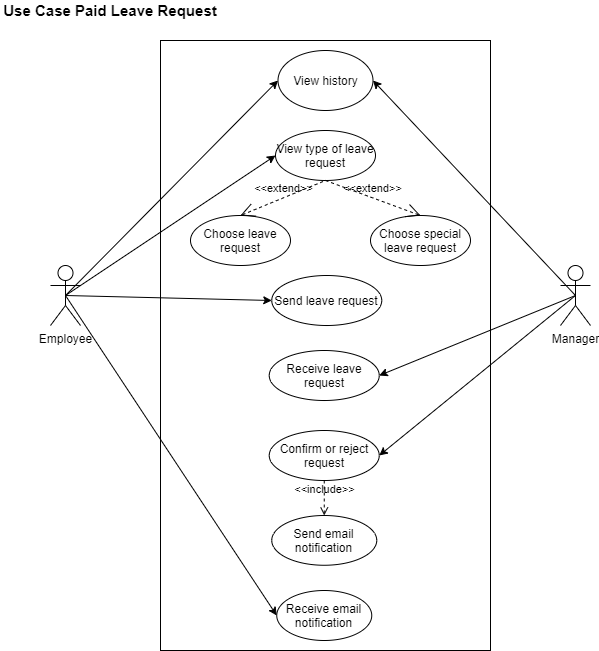 Use Case Paid Leave Request
View history
View type of leave
request
<<extend>>
<<extend>>
Choose leave
request
Choose special
leave request
Send leave request
Employee
Manager
Receive leave
request
Confirm or reject
request
<<include>>
Send email
notification
Receive email
notification